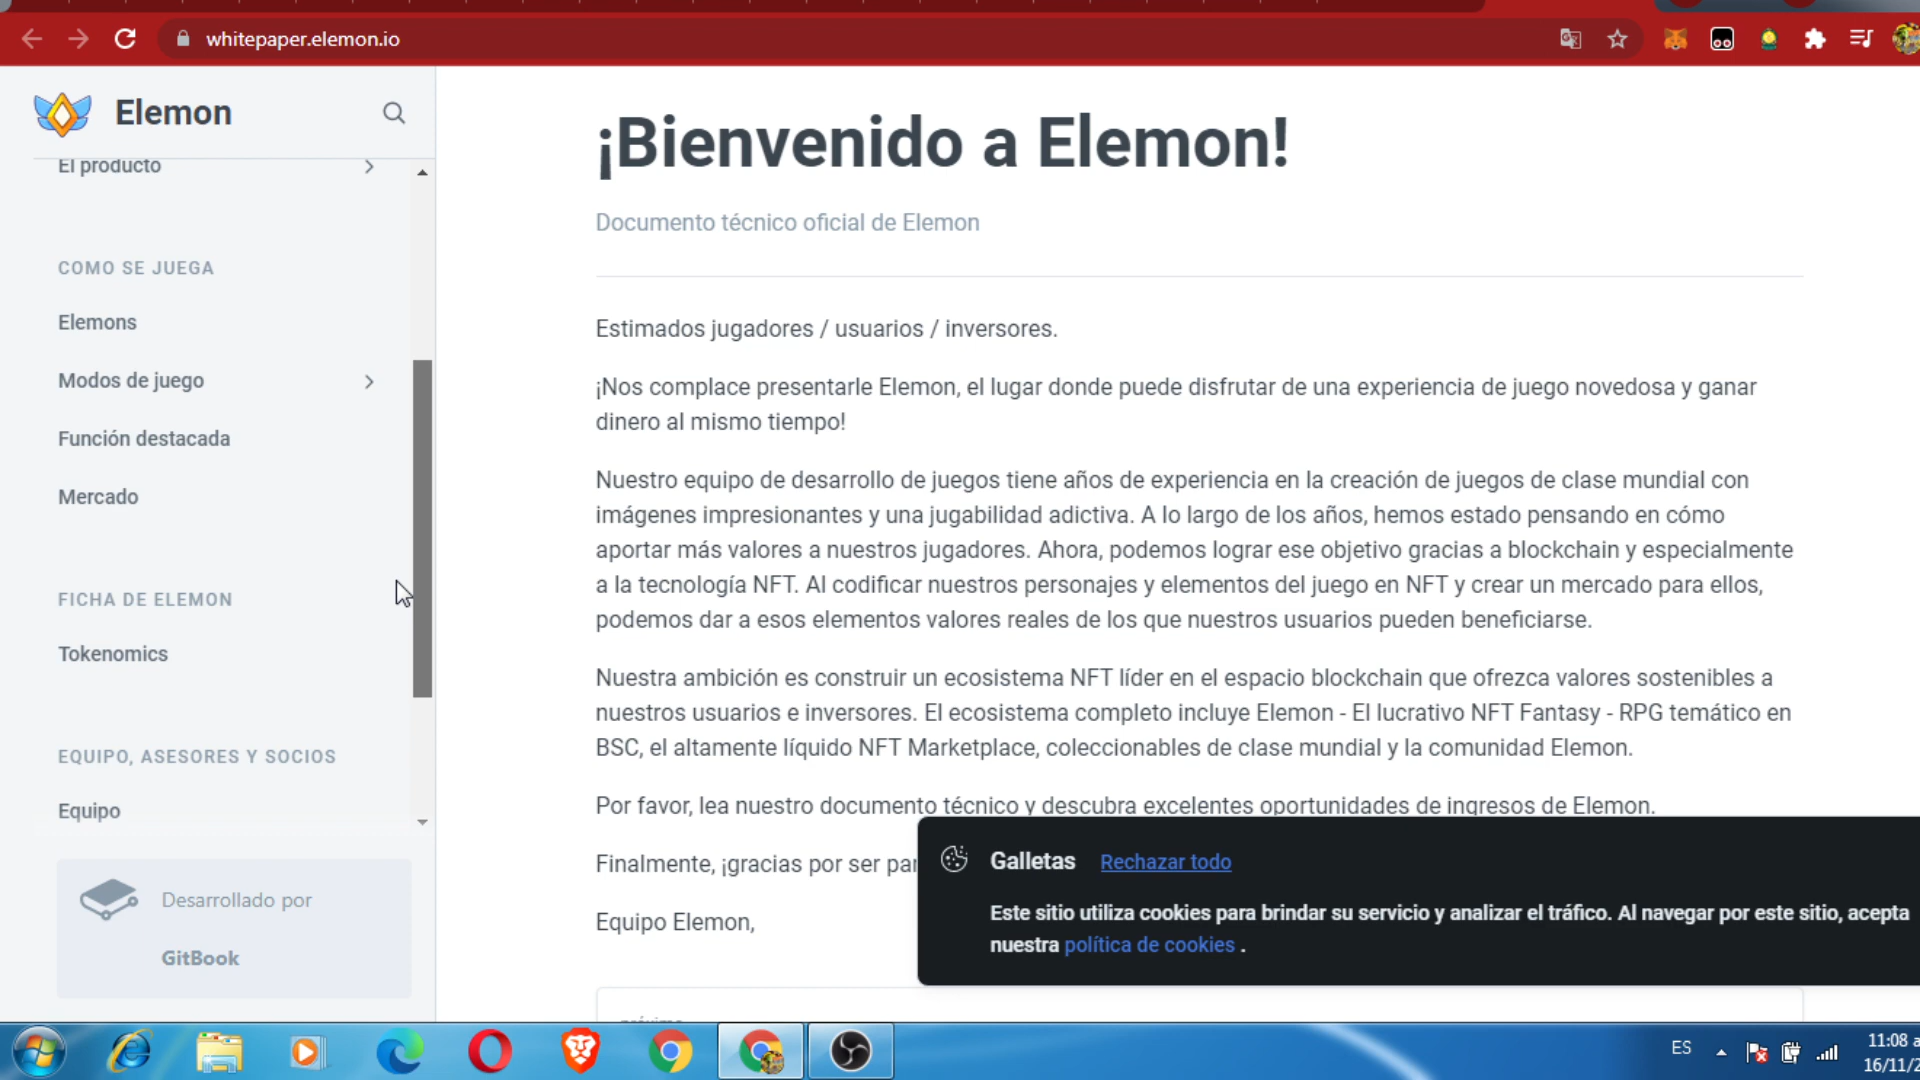 whitepaper.elemon.io
Elemon
El producto
COMO SE JUEGA
Elemons
Modos de juego
Función destacada
Mercado
FICHA DE ELEMON
Tokenomics
EQUIPO, ASESORES Y SOCIOS
Equipo
Desarrollado por
GitBook
¡Bienvenido a Elemon!
Documento técnico oficial de Elemon
Estimados jugadores / usuarios / inversores.
¡Nos complace presentarle Elemon, el lugar donde puede disfrutar de una experiencia de juego novedosa y ganar
dinero al mismo tiempo!
Nuestro equipo de desarrollo de juegos tiene años de experiencia en la creación de juegos de clase mundial con
imágenes impresionantes y una jugabilidad adictiva. A lo largo de los años, hemos estado pensando en cómo
aportar más valores a nuestros jugadores. Ahora, podemos lograr ese objetivo gracias a blockchain y especialmente
a la tecnología NFT. Al codificar nuestros personajes y elementos del juego en NFT y crear un mercado para ellos,
podemos dar a esos elementos valores reales de los que nuestros usuarios pueden beneficiarse.
Nuestra ambición es construir un ecosistema NFT líder en el espacio blockchain que ofrezca valores sostenibles a
nuestros usuarios e inversores. El ecosistema completo incluye Elemon - El lucrativo NFT Fantasy - RPG temático en
BSC, el altamente líquido NFT Marketplace, coleccionables de clase mundial y la comunidad Elemon.
Por favor, lea nuestro documento técnico y descubra excelentes oportunidades de ingresos de Elemon.
Finalmente, ¡gracias por ser
Equipo Elemon,
Galletas Rechazar todo
Este sitio utiliza cookies para brindar su servicio y analizar el tráfico. Al navegar por este sitio, acepta
nuestra política de cookies .
ES
11:08
16/11/2